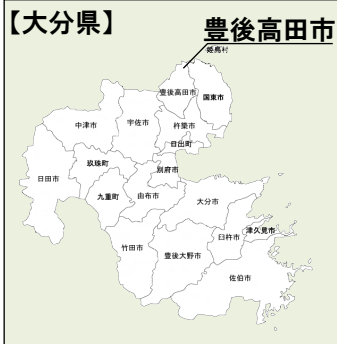 【大分県】
豊後高田市
姫島村
豊後高田市
国東市
中津市
宇佐市
杵築市
日出町
玖珠町
別府市
日田市
九重町
由布市
大分市
津久見市
臼杵市
竹田市
豊後大野市
佐伯市